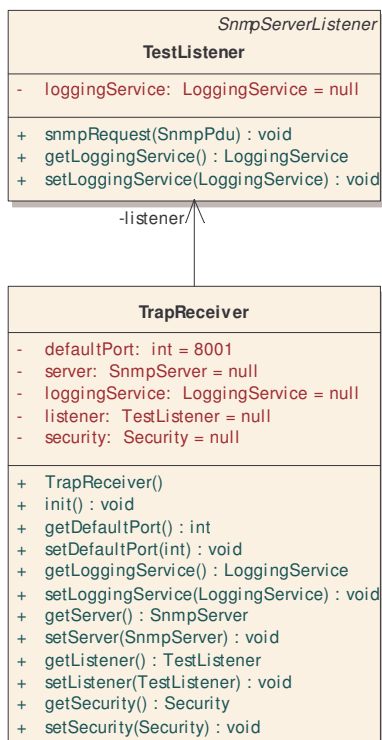 SnmpServerListener
TestListener
- loggingService: LoggingService = null
+ snmpRequest(SnmpPdu) : void
+ getLoggingService() : LoggingService
+ setLoggingService(LoggingService) : void
-listener
TrapReceiver
- defaultPort: int = 8001
- server: SnmpServer = null
- loggingService: LoggingService = null
- listener: TestListener = null
- security: Security = null
+ TrapReceiver()
+ init() : void
+ getDefaultPort() : int
+ setDefaultPort(int) : void
+ getLoggingService() : LoggingService
+ setLoggingService(LoggingService) : void
+ getServer() : SnmpServer
+ setServer(SnmpServer) : void
+ getListener() : TestListener
+ setListener(TestListener) : void
+ getSecurity() : Security
+ setSecurity(Security) : void